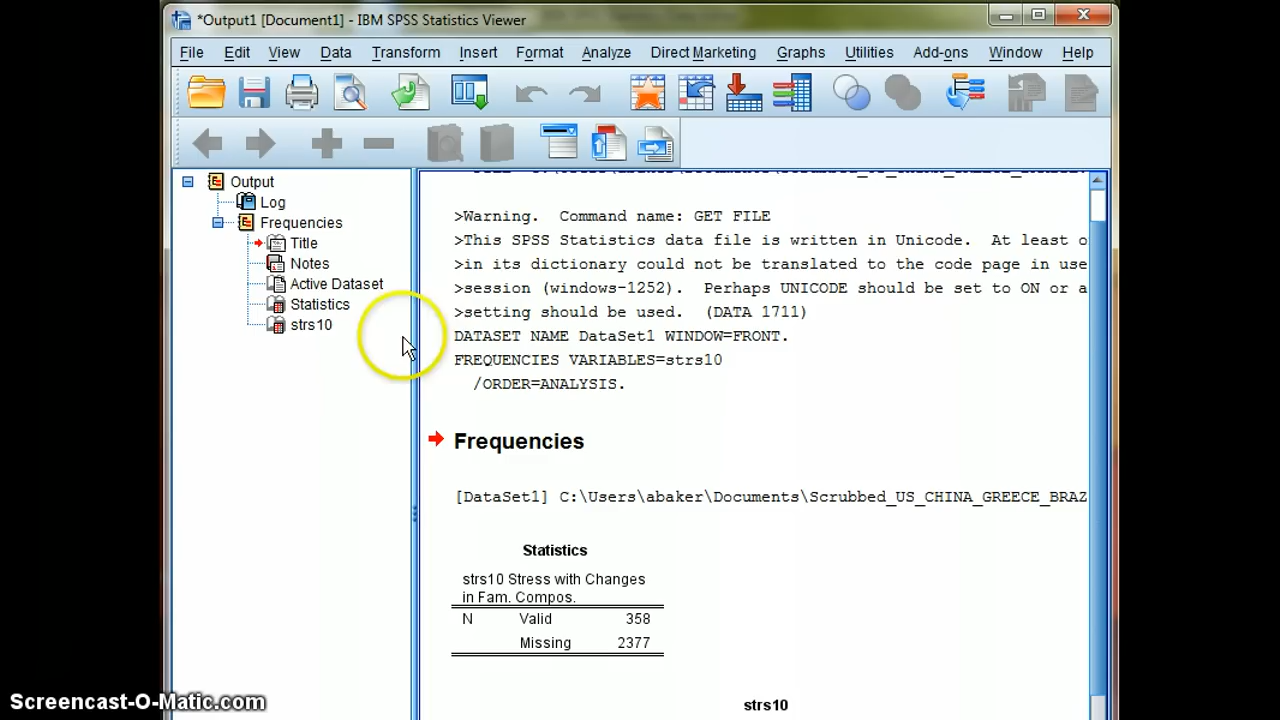 *Output1 [Document1] - IBM SPSS Statistics Viewer
File Edit View Data Transform Insert Format Analyze Direct Marketing Graphs Utilities Add-ons Window Help
Output
Log
Frequencies
Title
Notes
Active Dataset
Statistics
strs10
>Warning. Command name: GET FILE
>This SPSS Statistics data file is written in Unicode. At least o
>in its dictionary could not be translated to the code page in use
>session (windows-1252). Perhaps UNICODE should be set to ON or a
>setting should be used. (DATA 1711)
DATASET NAME DataSet1 WINDOW=FRONT.
FREQUENCIES VARIABLES=strs10
/ORDER=ANALYSIS.
Frequencies
[DataSet1] C:\Users\abaker\Documents\Scrubbed_US_CHINA_GREECE_BRAZ
Statistics
strs10 Stress with Changes
in Fam. Compos.
N Valid 358
Missing 2377
strs10
Screencast-O-Matic.com